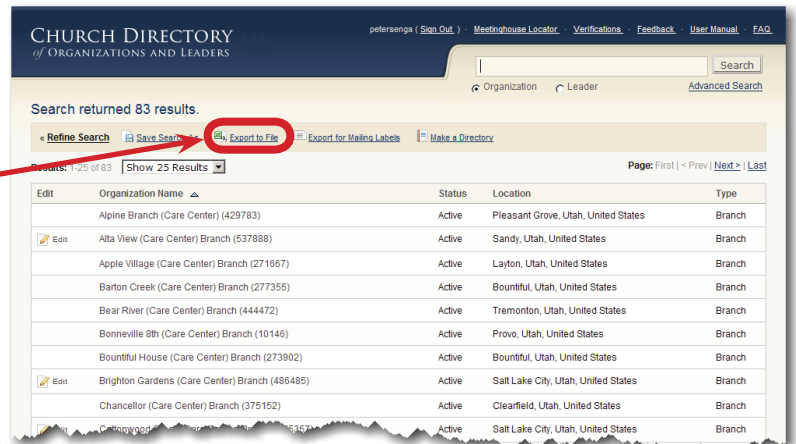 CHURCH DIRECTORY
of ORGANIZATIONS AND LEADERS
petersenga ( Sign Out ) · Meetinghouse Locator · Verifications · Feedback · User Manual · FAQ
Search
Organization Leader Advanced Search
Search returned 83 results.
« Refine Search Save Search Export to File Export for Mailing Labels Make a Directory
Results: 1-25 of 83 Show 25 Results Page: First | < Prev | Next > | Last
Edit Organization Name Status Location Type
Alpine Branch (Care Center) (429783) Active Pleasant Grove, Utah, United States Branch
Edit Alta View (Care Center) Branch (537888) Active Sandy, Utah, United States Branch
Apple Village (Care Center) Branch (271667) Active Layton, Utah, United States Branch
Barton Creek (Care Center) Branch (277355) Active Bountiful, Utah, United States Branch
Bear River (Care Center) Branch (444472) Active Tremonton, Utah, United States Branch
Bonneville 8th (Care Center) Branch (10146) Active Provo, Utah, United States Branch
Bountiful House (Care Center) Branch (273902) Active Bountiful, Utah, United States Branch
Edit Brighton Gardens (Care Center) Branch (486485) Active Salt Lake City, Utah, United States Branch
Chancellor (Care Center) Branch (375152) Active Clearfield, Utah, United States Branch
Cottonwood Active Salt Lake City, Utah, United States Branch